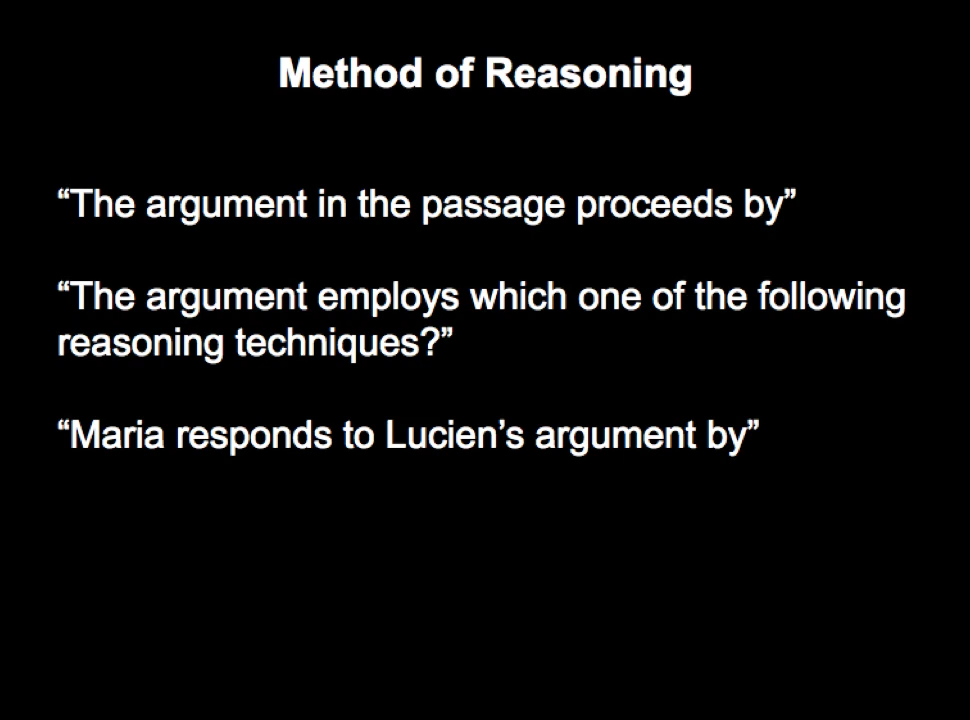 Method of Reasoning
“The argument in the passage proceeds by”
“The argument employs which one of the following
reasoning techniques?”
“Maria responds to Lucien’s argument by”